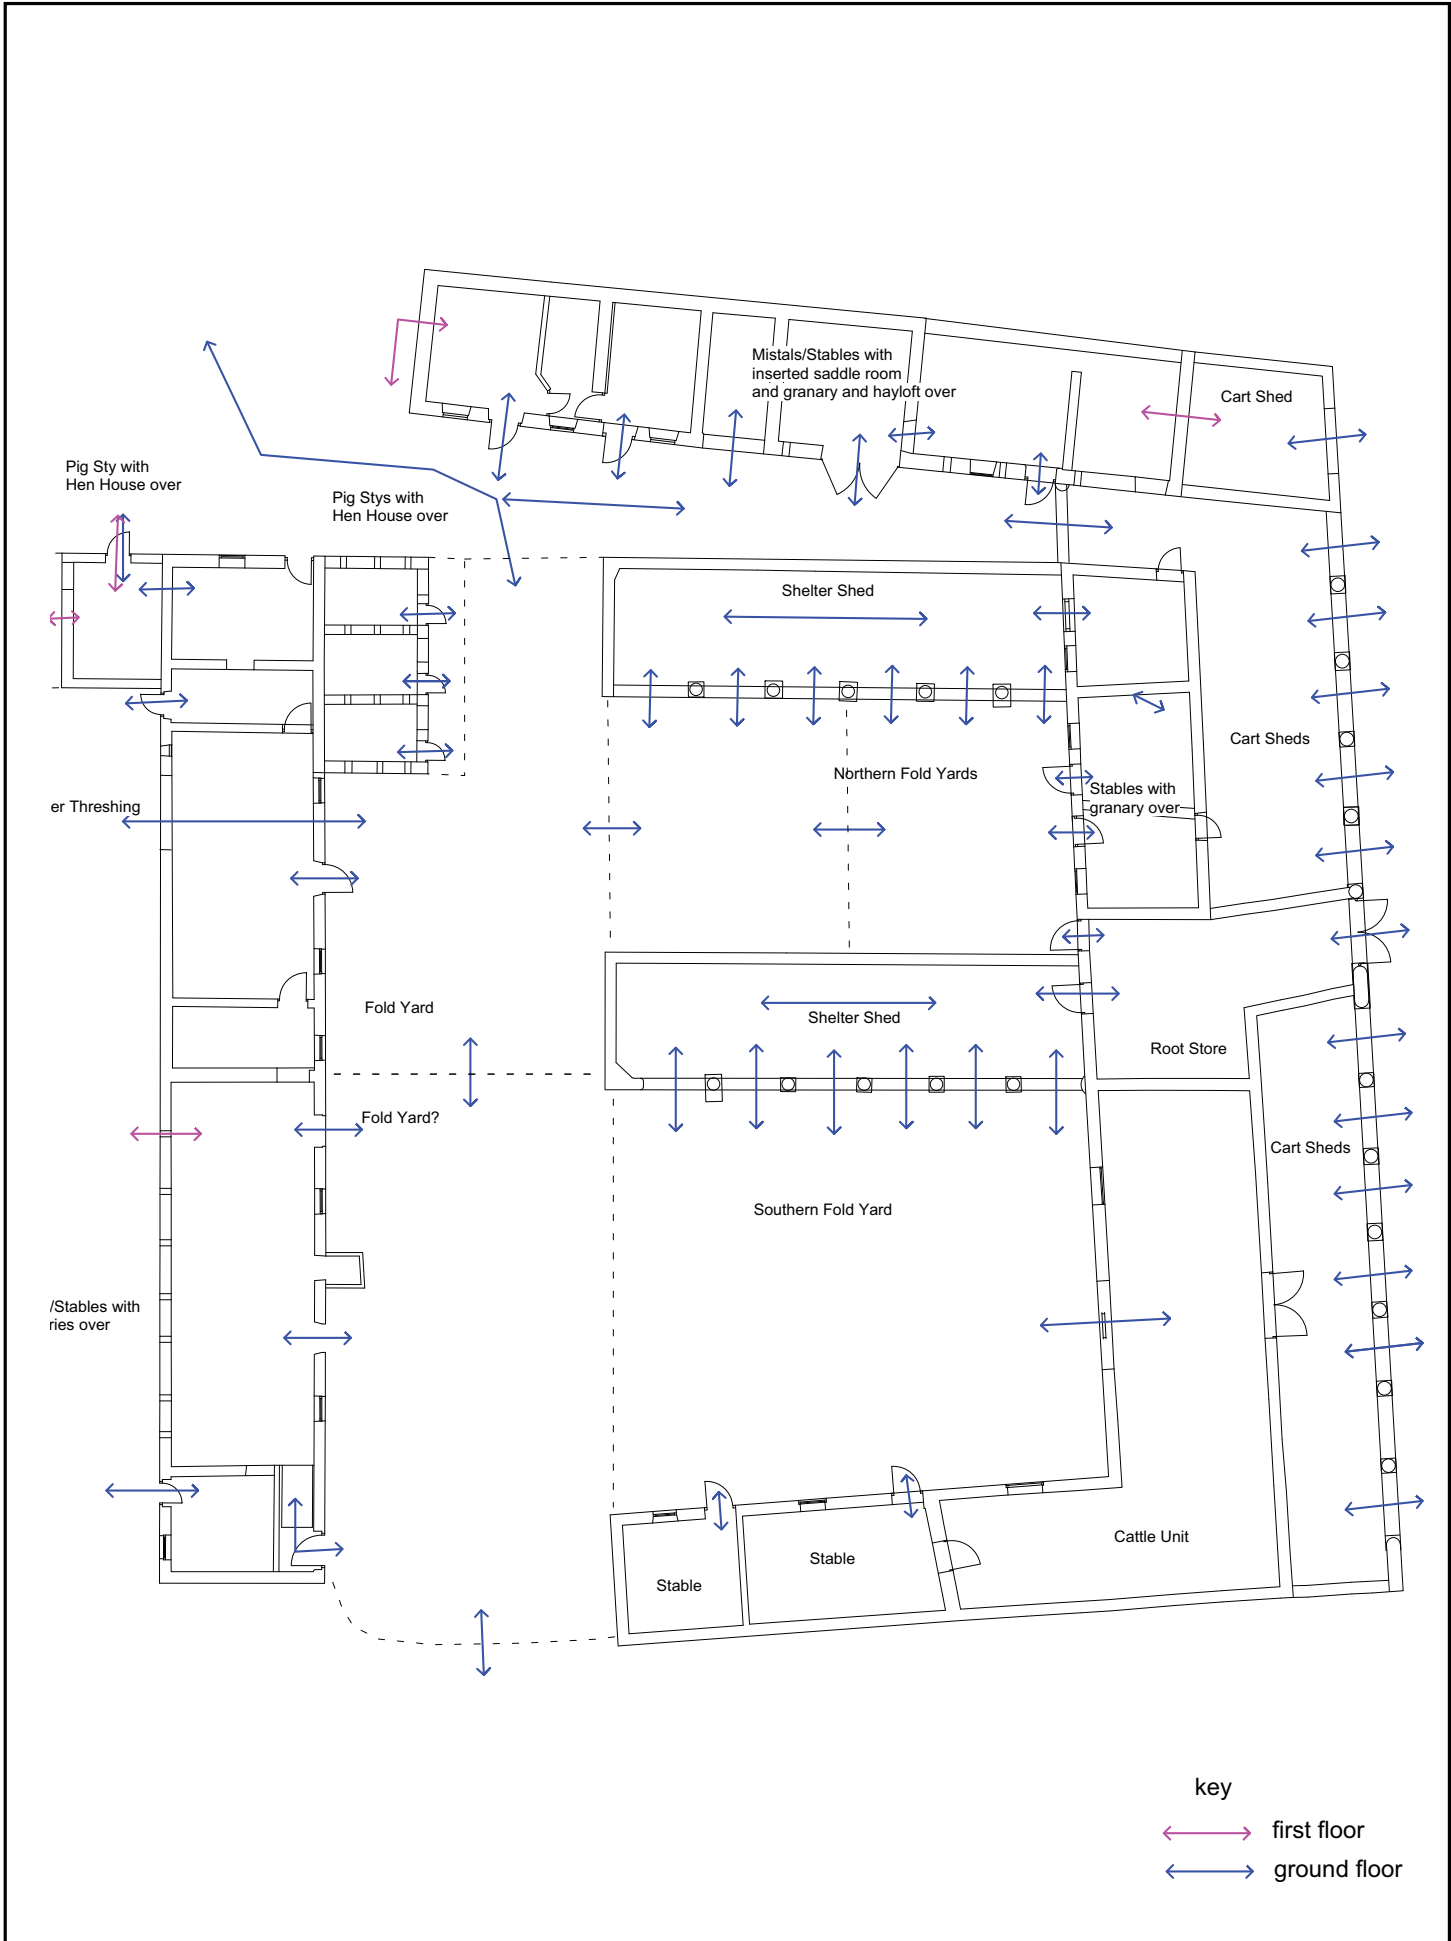 Mistals/Stables with
inserted saddle room
and granary and hayloft over
Cart Shed
Pig Sty with
Hen House over
Pig Stys with
Hen House over
Shelter Shed
Cart Sheds
Northern Fold Yards
Stables with
granary over
er Threshing
Fold Yard
Shelter Shed
Root Store
Fold Yard?
Cart Sheds
Southern Fold Yard
/Stables with
ries over
Cattle Unit
Stable
Stable
key
first floor
ground floor